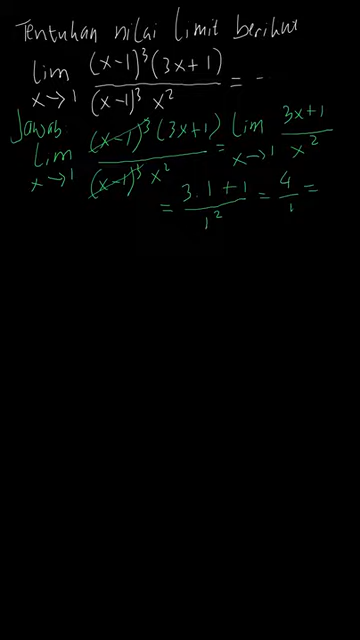 Tentukan nilai limit berikut
lim x→1 (x-1)³(3x+1) / (x-1)³ x² = - -
Jawab
lim x→1 (x-1)³(3x+1) / (x-1)³ x² = lim x→1 3x+1 / x²
= 3.1+1 / 1² = 4/1 =